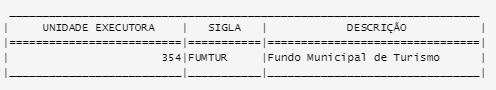 UNIDADE EXECUTORA | SIGLA | DESCRIÇÃO
354|FUMTUR |Fundo Municipal de Turismo